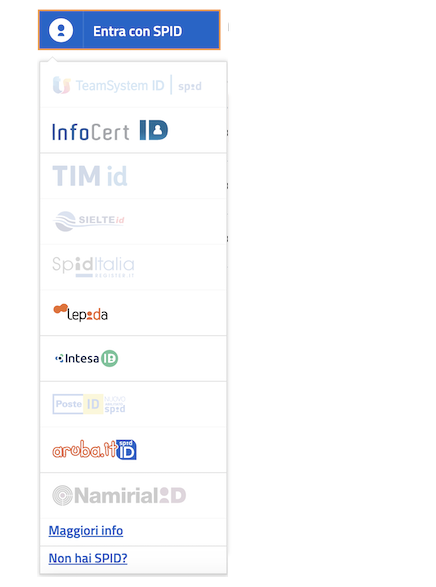 Entra con SPID
TeamSystem ID | spid
InfoCert ID
TIM id
SIELTE id
SpidItalia
REGISTER.IT
Lepida
Intesa ID
Poste ID NUOVO
spid
aruba.it spid ID
Namirial ID
Maggiori info
Non hai SPID?